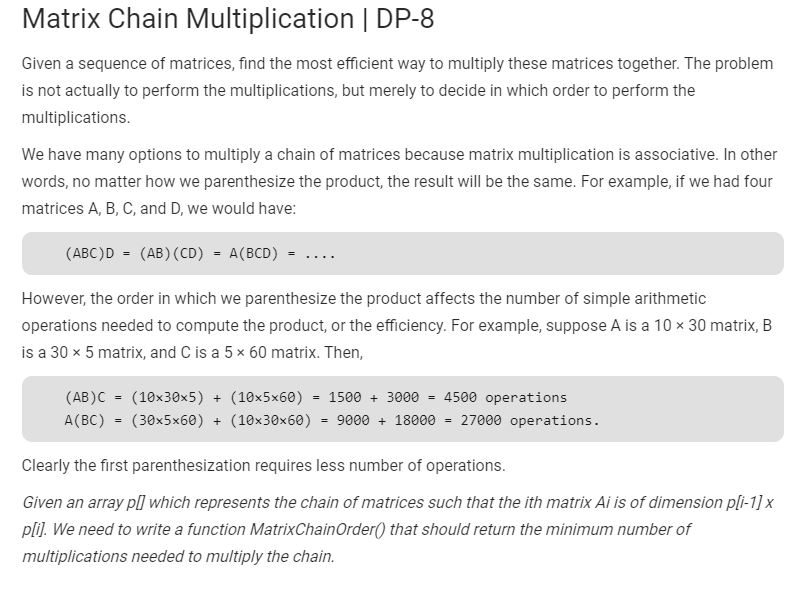 Matrix Chain Multiplication | DP-8
Given a sequence of matrices, find the most efficient way to multiply these matrices together. The problem
is not actually to perform the multiplications, but merely to decide in which order to perform the
multiplications.
We have many options to multiply a chain of matrices because matrix multiplication is associative. In other
words, no matter how we parenthesize the product, the result will be the same. For example, if we had four
matrices A, B, C, and D, we would have:
(ABC)D = (AB)(CD) = A(BCD) = ....
However, the order in which we parenthesize the product affects the number of simple arithmetic
operations needed to compute the product, or the efficiency. For example, suppose A is a 10 × 30 matrix, B
is a 30 × 5 matrix, and C is a 5 × 60 matrix. Then,
(AB)C = (10×30×5) + (10×5×60) = 1500 + 3000 = 4500 operations
A(BC) = (30×5×60) + (10×30×60) = 9000 + 18000 = 27000 operations.
Clearly the first parenthesization requires less number of operations.
Given an array p[] which represents the chain of matrices such that the ith matrix Ai is of dimension p[i-1] x
p[i]. We need to write a function MatrixChainOrder() that should return the minimum number of
multiplications needed to multiply the chain.